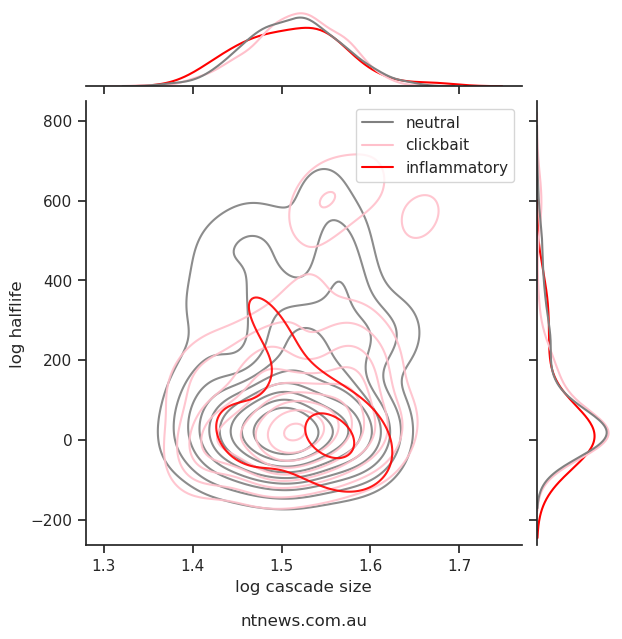 neutral
clickbait
inflammatory
800
600
400
200
0
−200
log halflife
1.3 1.4 1.5 1.6 1.7
log cascade size
ntnews.com.au